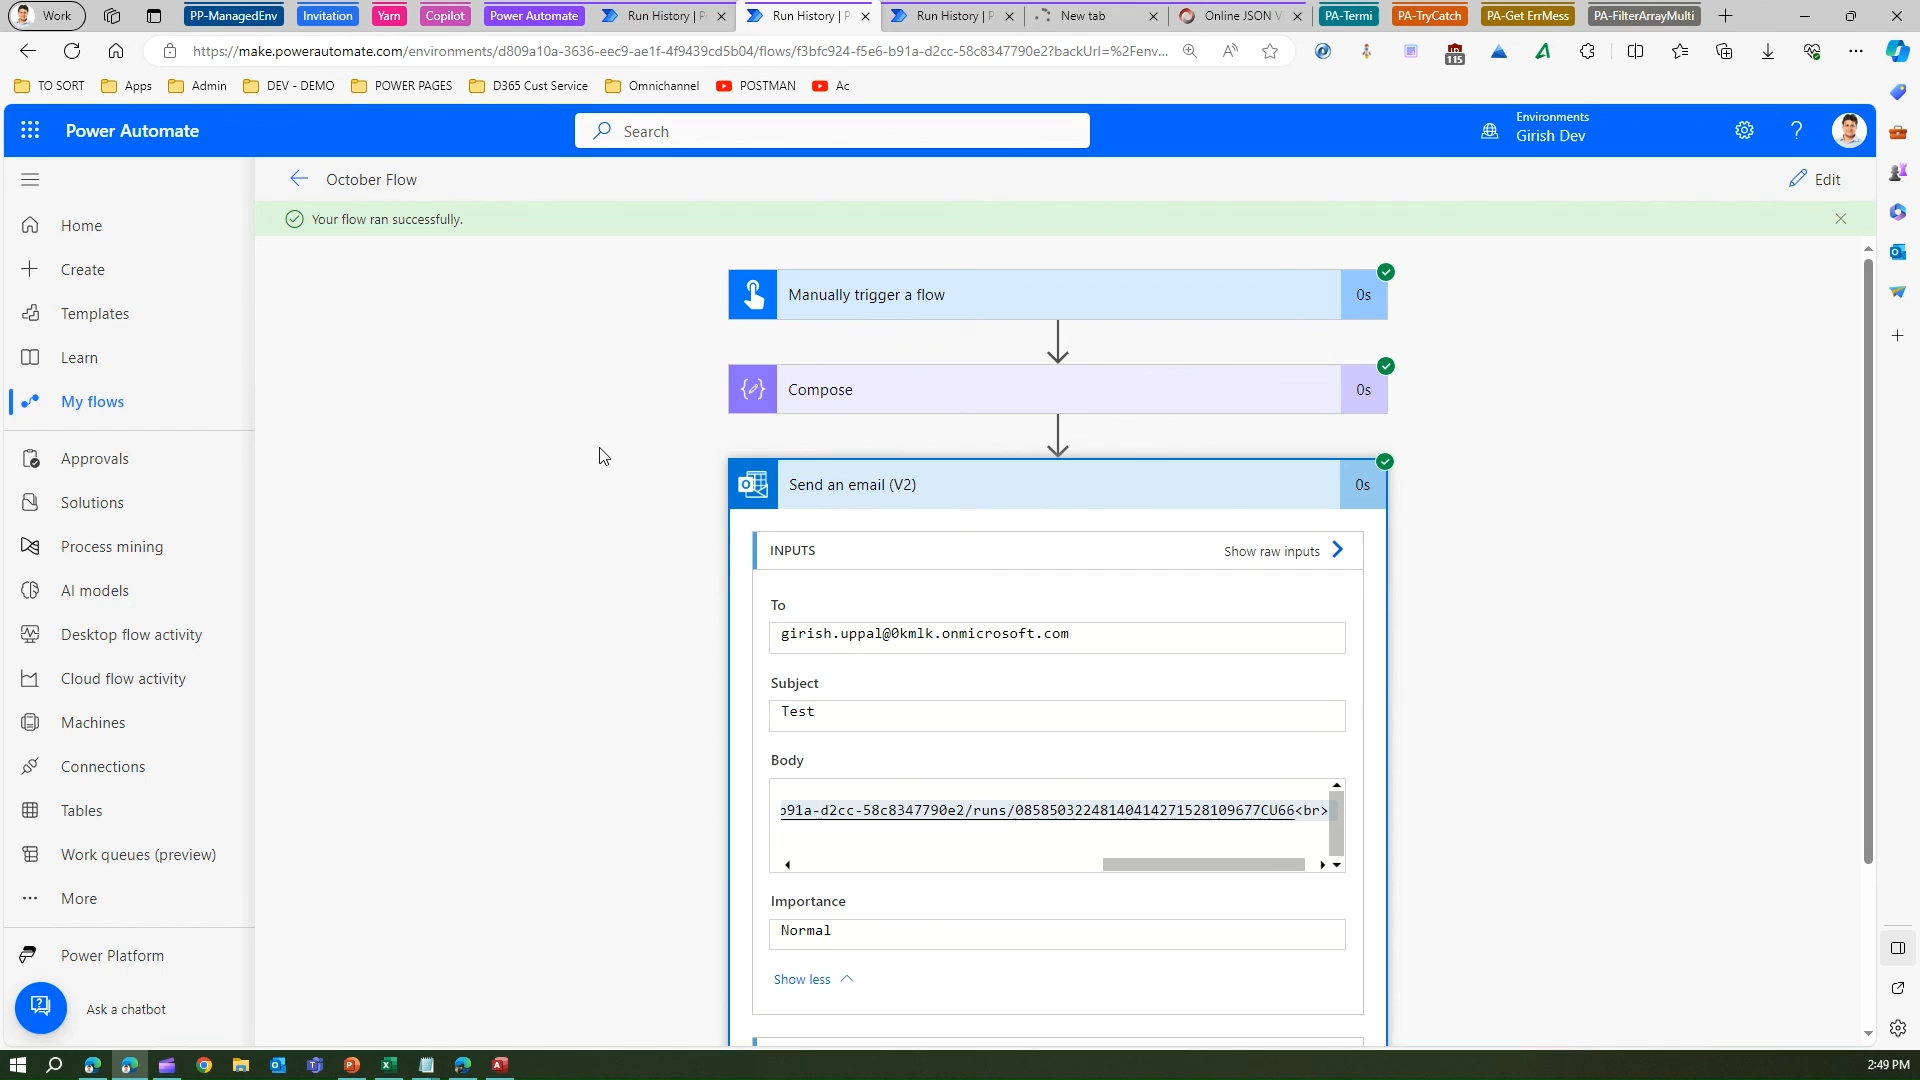 Work
PP-ManagedEnv
Invitation
Yarn
Copilot
Power Automate
Run History | P
Run History | P
Run History | P
New tab
Online JSON V
PA-Termi
PA-TryCatch
PA-Get ErrMess
PA-FilterArrayMulti
https://make.powerautomate.com/environments/d809a10a-3636-eec9-ae1f-4f9439cd5b04/flows/f3bfc924-f5e6-b91a-d2cc-58c8347790e2?backUrl=%2Fenv...
115
TO SORT
Apps
Admin
DEV - DEMO
POWER PAGES
D365 Cust Service
Omnichannel
POSTMAN
Ac
Power Automate
Search
Environments
Girish Dev
October Flow
Edit
Your flow ran successfully.
Home
Create
Templates
Learn
My flows
Approvals
Solutions
Process mining
AI models
Desktop flow activity
Cloud flow activity
Machines
Connections
Tables
Work queues (preview)
More
Power Platform
Ask a chatbot
Manually trigger a flow
0s
Compose
0s
Send an email (V2)
0s
INPUTS
Show raw inputs
To
girish.uppal@0kmlk.onmicrosoft.com
Subject
Test
Body
b91a-d2cc-58c8347790e2/runs/08585032248140414271528109677CU66<br>
Importance
Normal
Show less
2:49 PM